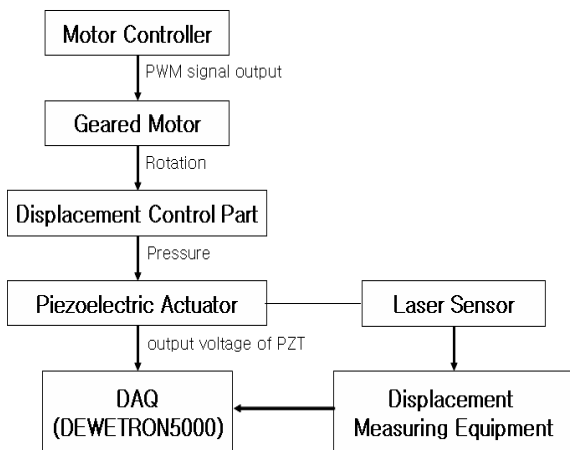 Motor Controller
PWM signal output
Geared Motor
Rotation
Displacement Control Part
Pressure
Piezoelectric Actuator
Laser Sensor
output voltage of PZT
DAQ
(DEWETRON5000)
Displacement
Measuring Equipment